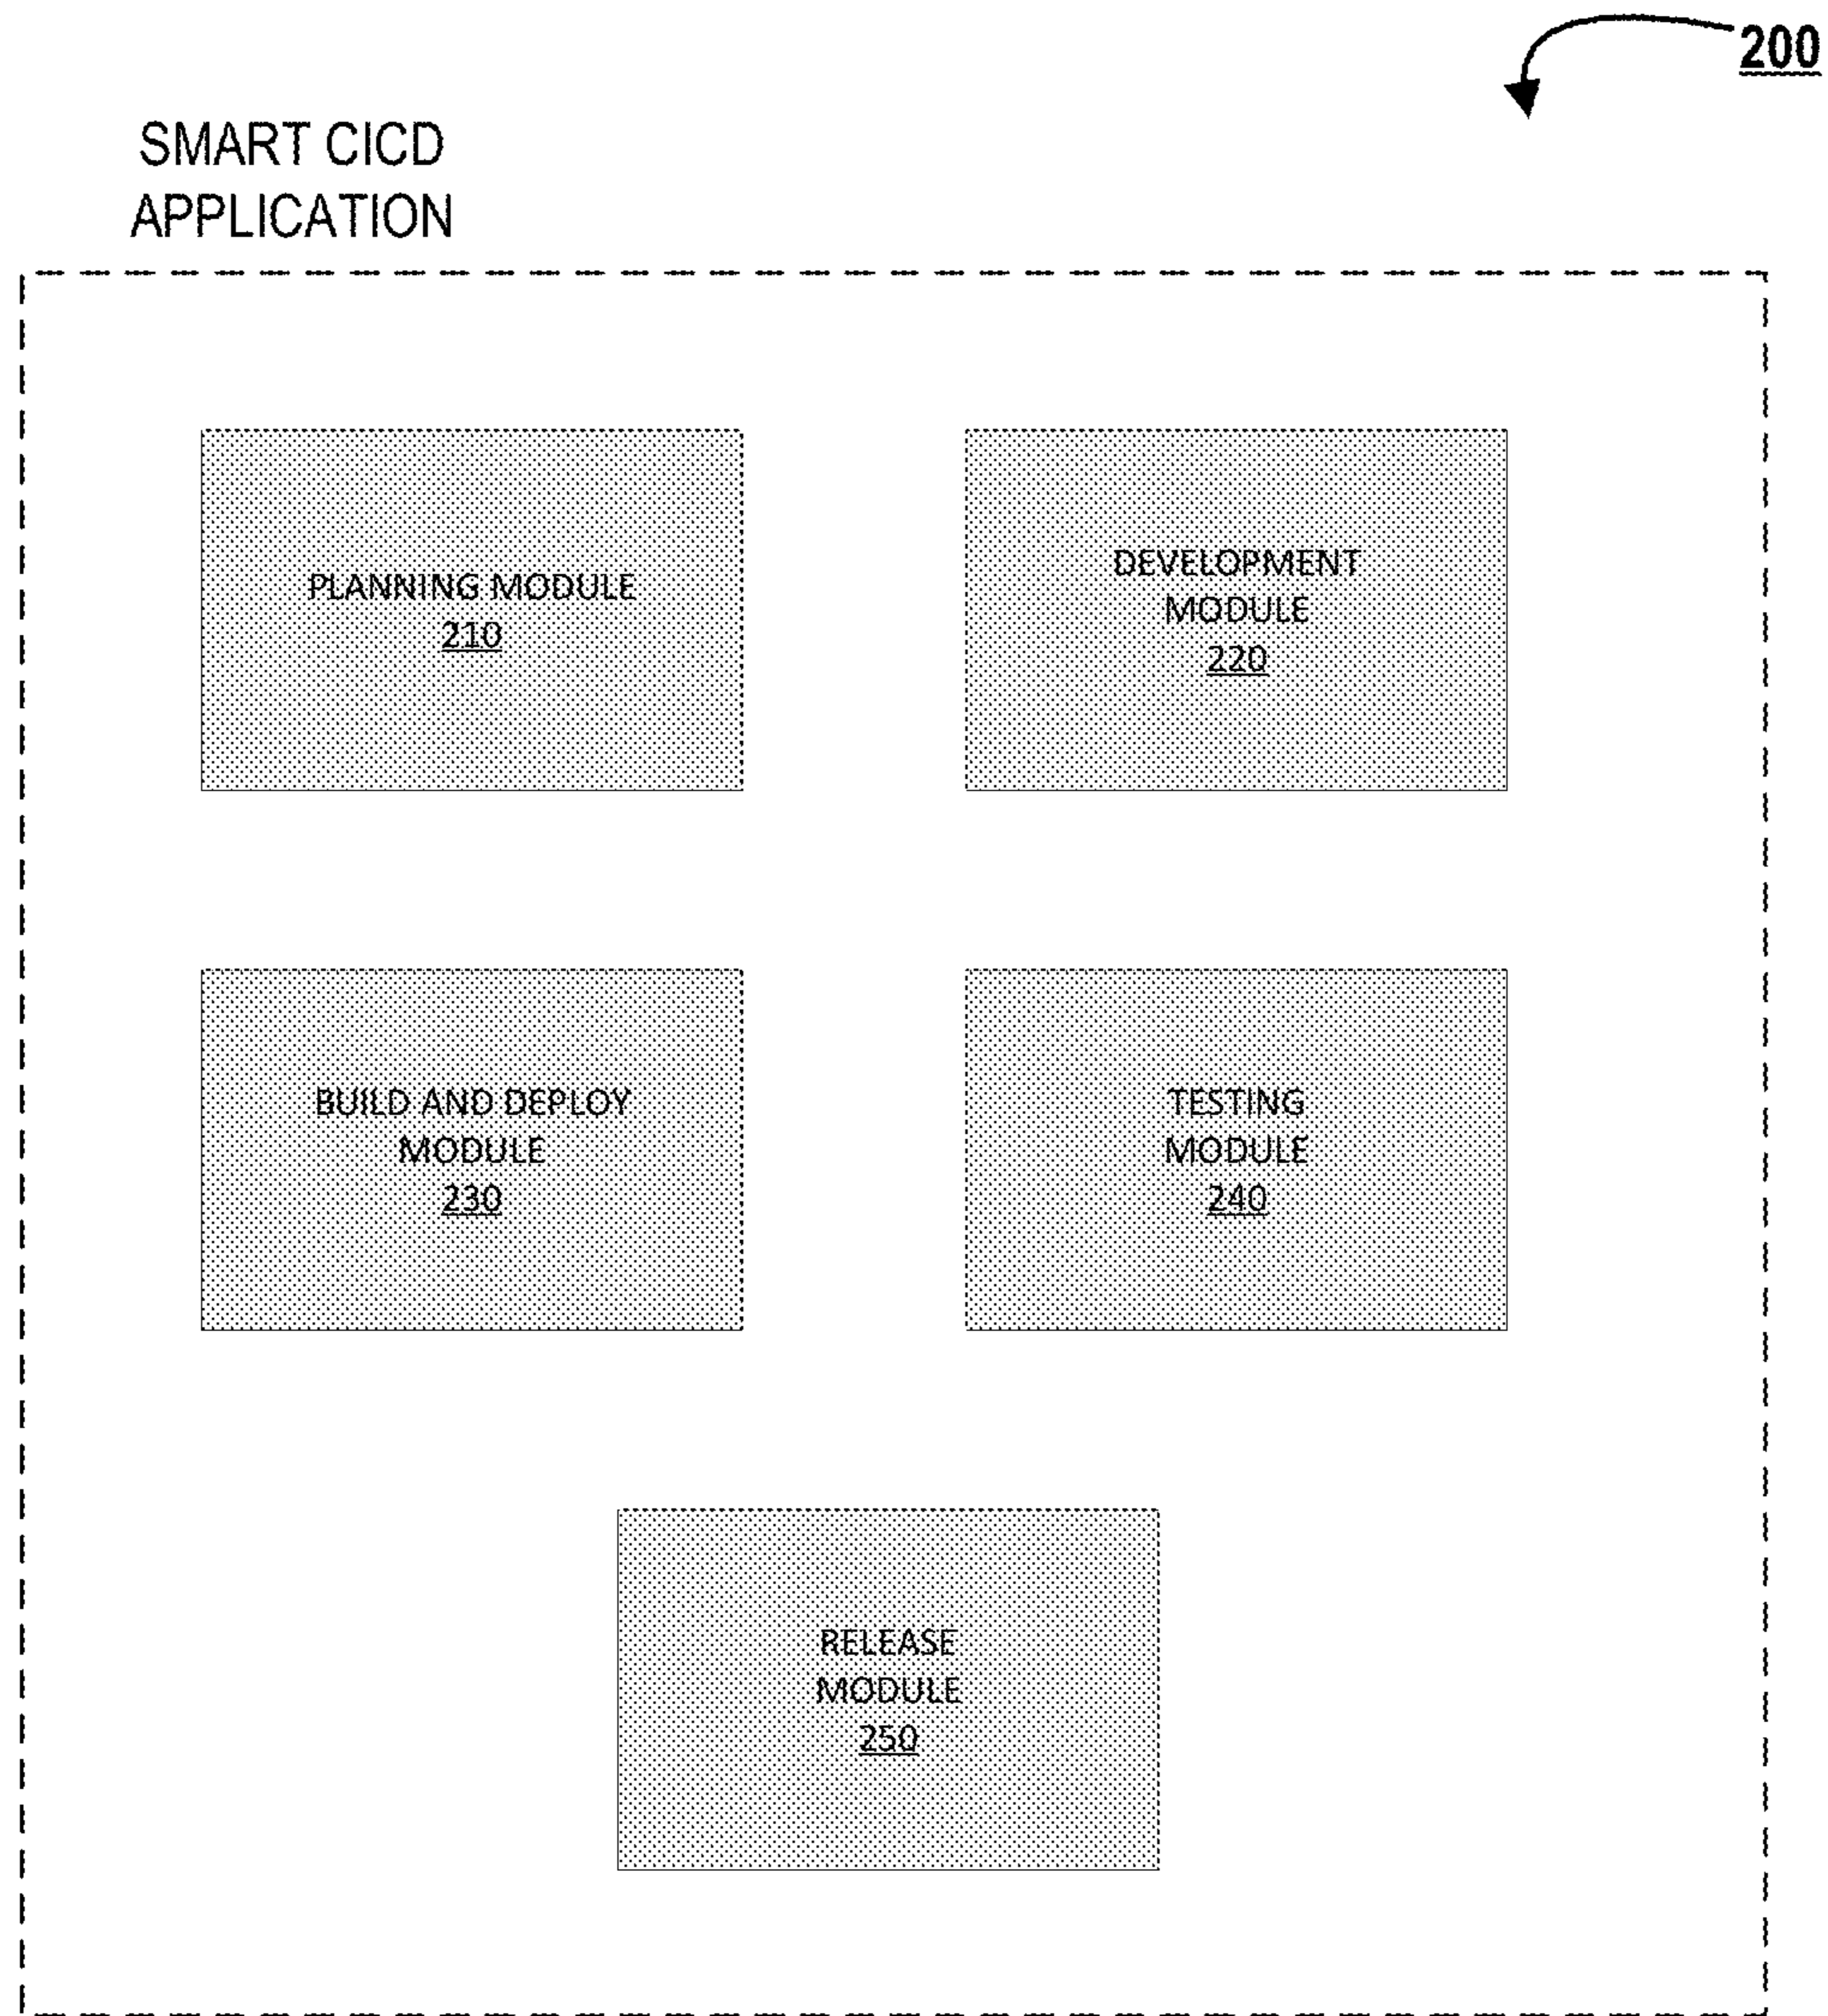 200
SMART CICD
APPLICATION
PLANNING MODULE
210
DEVELOPMENT
MODULE
220
BUILD AND DEPLOY
MODULE
230
TESTING
MODULE
240
RELEASE
MODULE
250